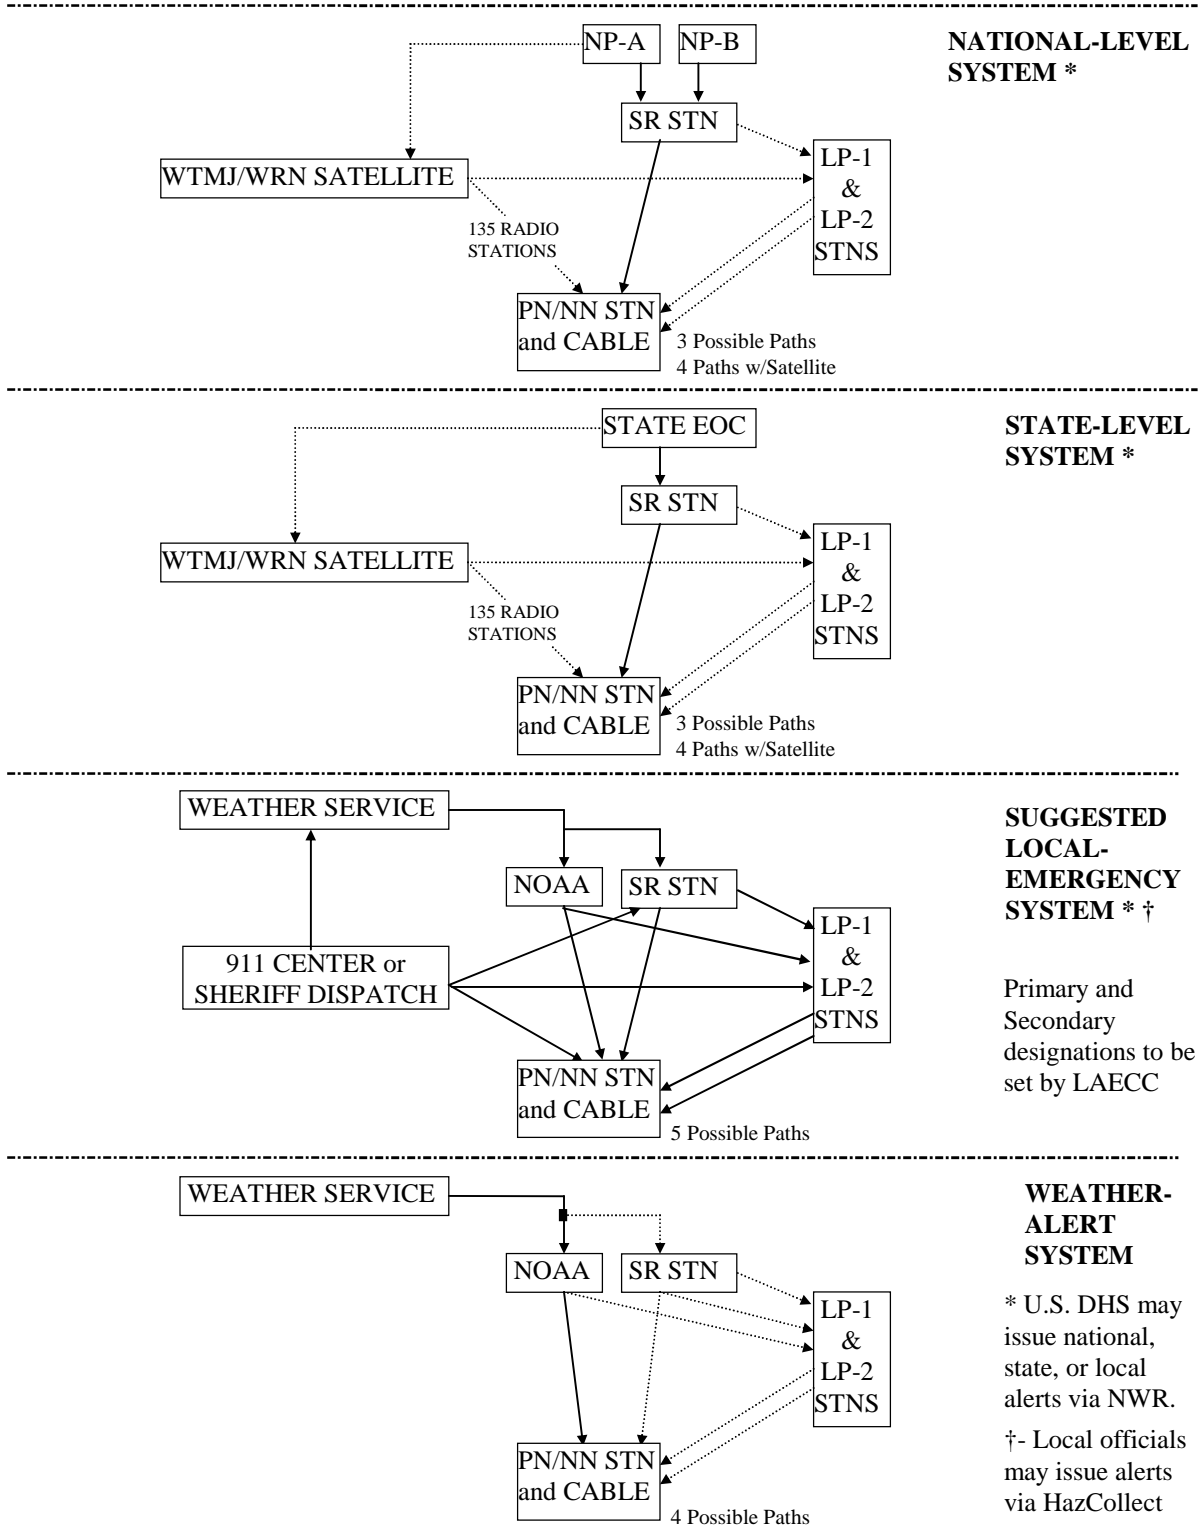 NP-A
NP-B
NATIONAL-LEVEL
SYSTEM *
SR STN
WTMJ/WRN SATELLITE
LP-1
&
LP-2
STNS
135 RADIO
STATIONS
PN/NN STN
and CABLE
3 Possible Paths
4 Paths w/Satellite
STATE EOC
STATE-LEVEL
SYSTEM *
SR STN
WTMJ/WRN SATELLITE
LP-1
&
LP-2
STNS
135 RADIO
STATIONS
PN/NN STN
and CABLE
3 Possible Paths
4 Paths w/Satellite
WEATHER SERVICE
SUGGESTED
LOCAL-
EMERGENCY
SYSTEM * †
NOAA
SR STN
911 CENTER or
SHERIFF DISPATCH
LP-1
&
LP-2
STNS
Primary and
Secondary
designations to be
set by LAECC
PN/NN STN
and CABLE
5 Possible Paths
WEATHER SERVICE
WEATHER-
ALERT
SYSTEM
NOAA
SR STN
LP-1
&
LP-2
STNS
* U.S. DHS may
issue national,
state, or local
alerts via NWR.
†- Local officials
may issue alerts
via HazCollect
PN/NN STN
and CABLE
4 Possible Paths